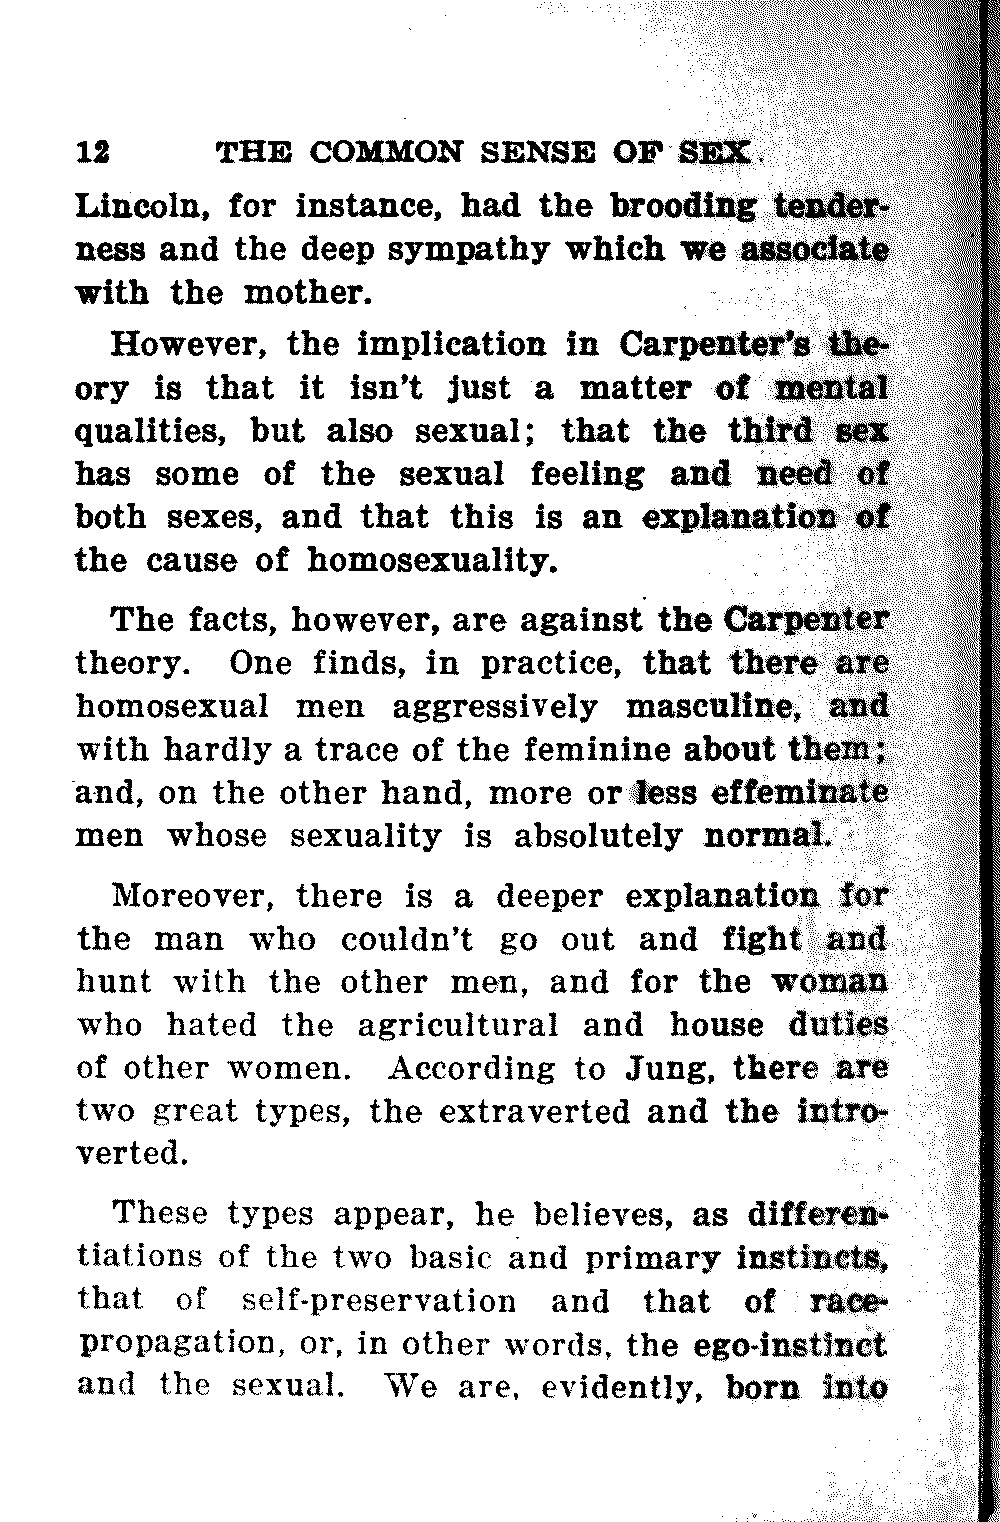 12 THE COMMON SENSE OF SEX
Lincoln, for instance, had the brooding tender-
ness and the deep sympathy which we associate
with the mother.
However, the implication in Carpenter's the-
ory is that it isn't just a matter of mental
qualities, but also sexual; that the third sex
has some of the sexual feeling and need of
both sexes, and that this is an explanation of
the cause of homosexuality.
The facts, however, are against the Carpenter
theory. One finds, in practice, that there are
homosexual men aggressively masculine, and
with hardly a trace of the feminine about them;
and, on the other hand, more or less effeminate
men whose sexuality is absolutely normal.
Moreover, there is a deeper explanation for
the man who couldn't go out and fight and
hunt with the other men, and for the woman
who hated the agricultural and house duties
of other women. According to Jung, there are
two great types, the extraverted and the intro-
verted.
These types appear, he believes, as differen-
tiations of the two basic and primary instincts,
that of self-preservation and that of race-
propagation, or, in other words, the ego-instinct
and the sexual. We are, evidently, born into